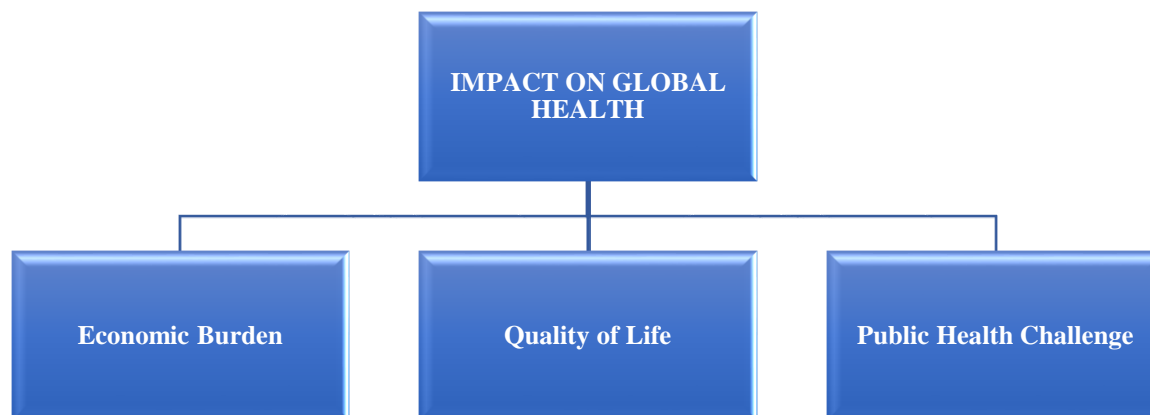 IMPACT ON GLOBAL
HEALTH
Economic Burden
Quality of Life
Public Health Challenge